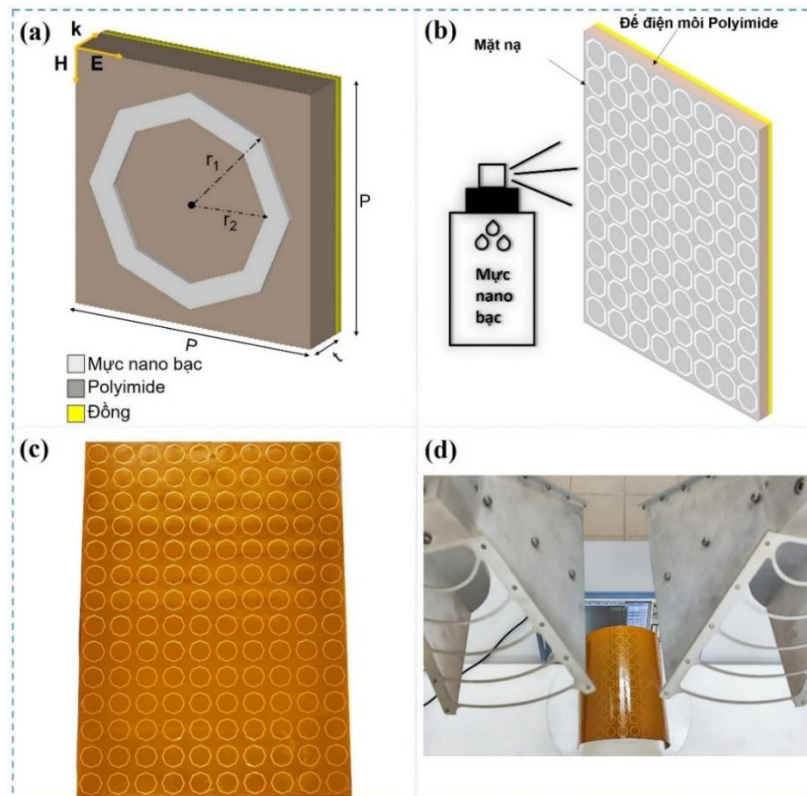 (a)
k
H
E
r1
r2
P
P
t
Mực nano bạc
Polyimide
Đồng
(b)
Đế điện môi Polyimide
Mặt nạ
Mực
nano
bạc
(c)
(d)